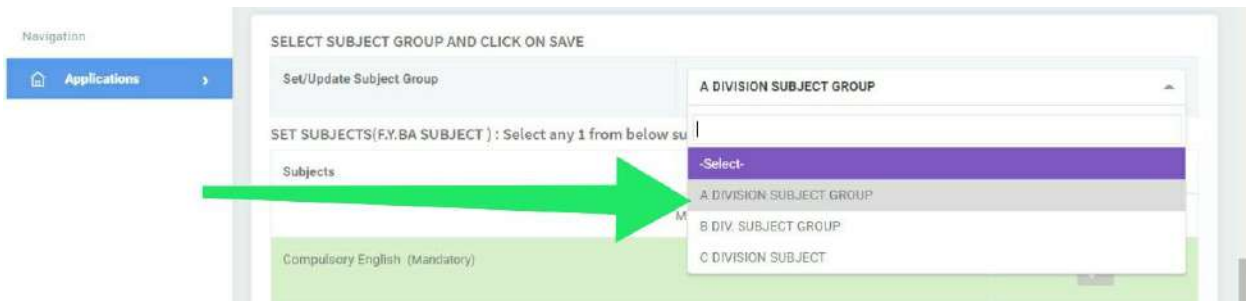 Navigation
Applications
SELECT SUBJECT GROUP AND CLICK ON SAVE
Set/Update Subject Group
A DIVISION SUBJECT GROUP
SET SUBJECTS(F.Y.BA SUBJECT ) : Select any 1 from below su
-Select-
Subjects
A DIVISION SUBJECT GROUP
M
B DIV. SUBJECT GROUP
Compulsory English (Mandatory)
C DIVISION SUBJECT